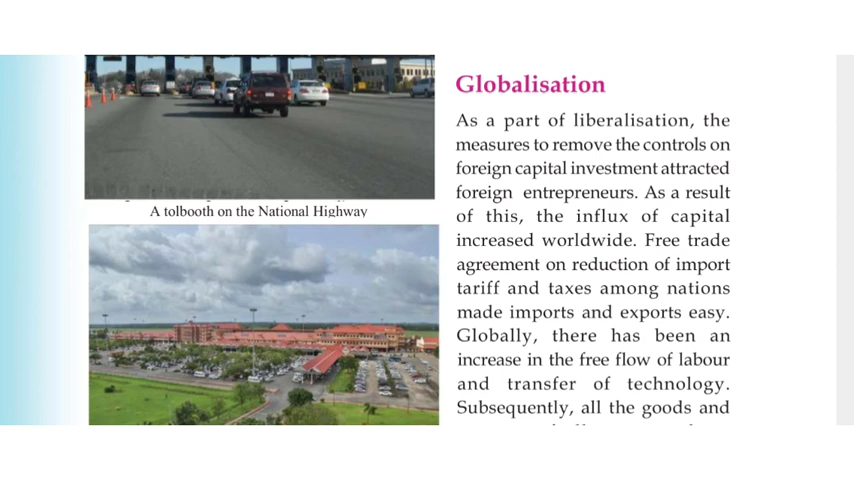 A tolbooth on the National Highway
Globalisation
As a part of liberalisation, the
measures to remove the controls on
foreign capital investment attracted
foreign entrepreneurs. As a result
of this, the influx of capital
increased worldwide. Free trade
agreement on reduction of import
tariff and taxes among nations
made imports and exports easy.
Globally, there has been an
increase in the free flow of labour
and transfer of technology.
Subsequently, all the goods and